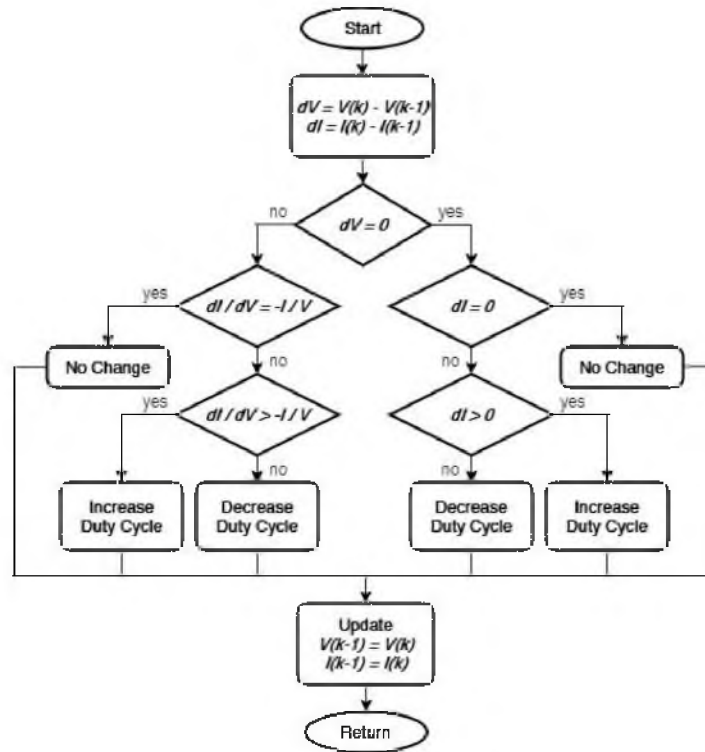 Start
dV = V(k) - V(k-1)
dI = I(k) - I(k-1)
no
yes
dV = 0
yes
dI / dV = -I / V
dI = 0
yes
No Change
no
no
No Change
yes
dI / dV > -I / V
dI > 0
yes
no
no
Increase
Duty Cycle
Decrease
Duty Cycle
Decrease
Duty Cycle
Increase
Duty Cycle
Update
V(k-1) = V(k)
I(k-1) = I(k)
Return